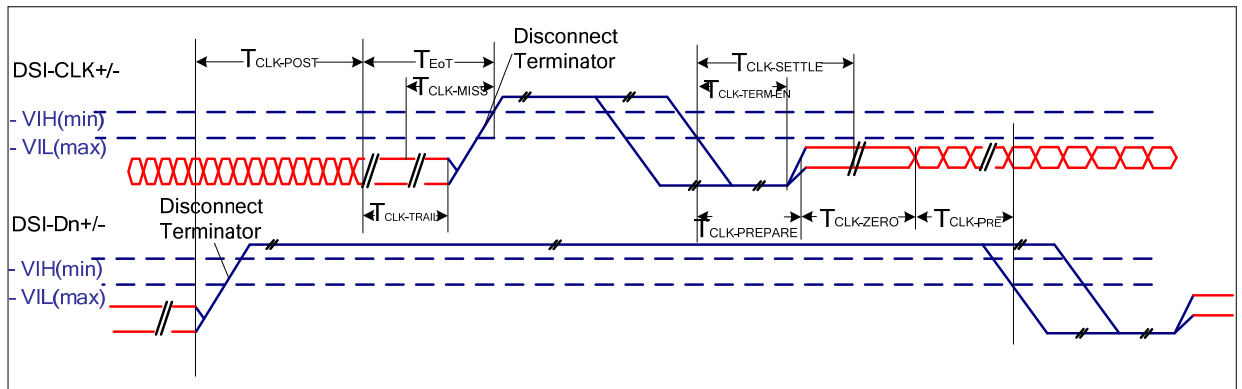 Disconnect
Terminator
TCLK-POST
TEoT
TCLK-SETTLE
DSI-CLK+/-
TCLK-MISS
TCLK-TERM-EN
- VIH(min)
- VIL(max)
Disconnect
Terminator
TCLK-TRAIL
TCLK-PREPARE
TCLK-ZERO
TCLK-PRE
DSI-Dn+/-
- VIH(min)
- VIL(max)